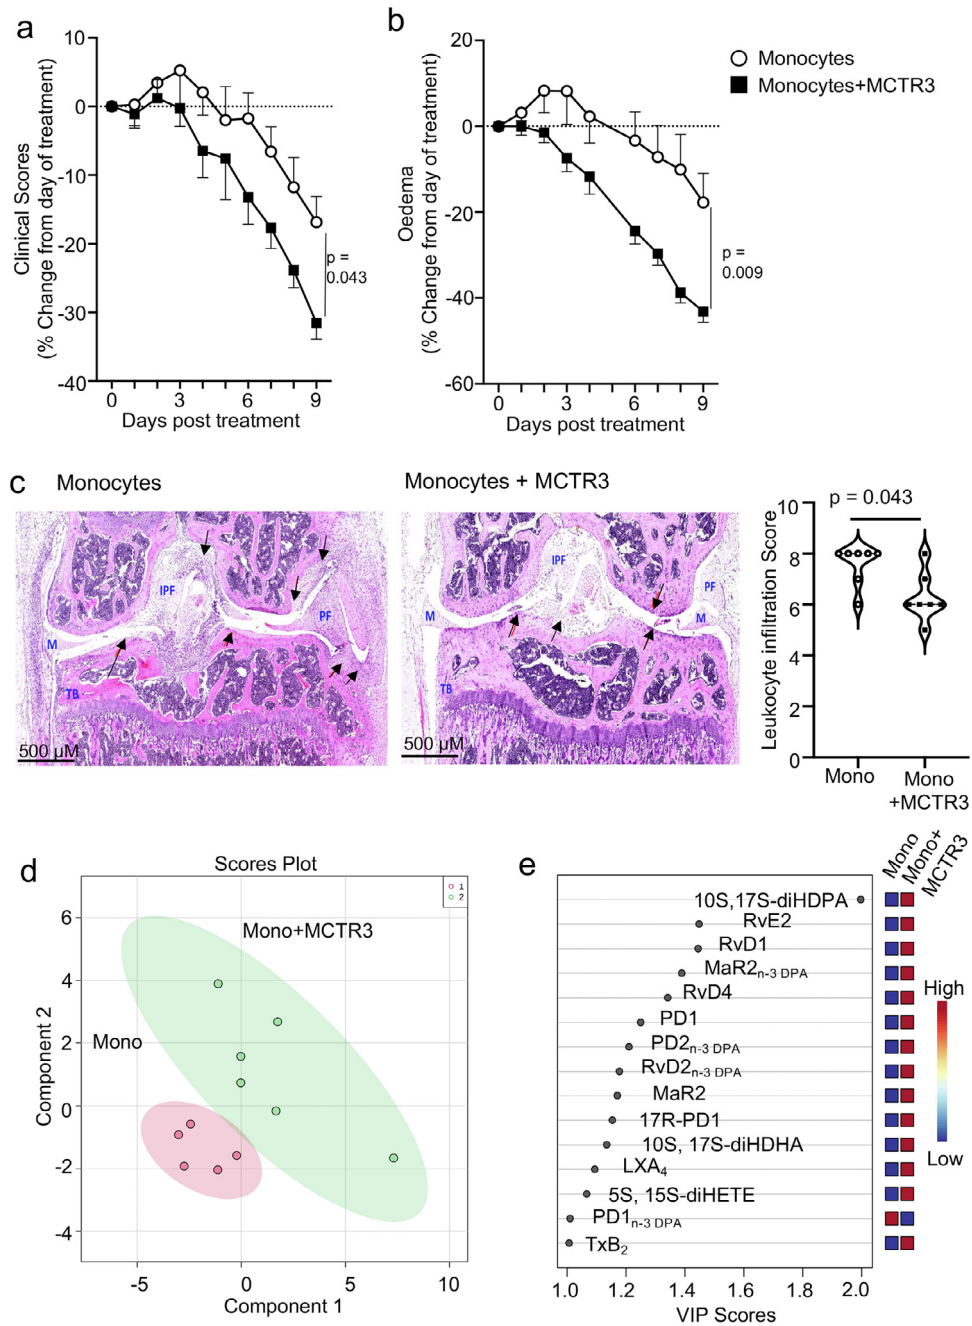 a
10
0
-10
-20
-30
-40
Clinical Scores
(% Change from day of treatment)
p =
0.043
0
3
6
9
Days post treatment
b
20
0
-20
-40
-60
Oedema
(% Change from day of treatment)
p =
0.009
0
3
6
9
Days post treatment
Monocytes
Monocytes+MCTR3
c
Monocytes
Monocytes + MCTR3
IPF
PF
M
TB
500 µM
IPF
PF
M
M
TB
500 µM
p = 0.043
Leukocyte infiltration Score
10
8
6
4
2
0
Mono
Mono
+MCTR3
d
Scores Plot
1
2
Mono+MCTR3
Mono
Component 2
6
4
2
0
-2
-4
-5
0
5
10
Component 1
e
Mono
Mono+
MCTR3
10S,17S-diHDPA
RvE2
RvD1
MaR2n-3 DPA
RvD4
PD1
PD2n-3 DPA
RvD2n-3 DPA
MaR2
17R-PD1
10S, 17S-diHDHA
LXA4
5S, 15S-diHETE
PD1n-3 DPA
TxB2
High
Low
1.0
1.2
1.4
1.6
1.8
2.0
VIP Scores